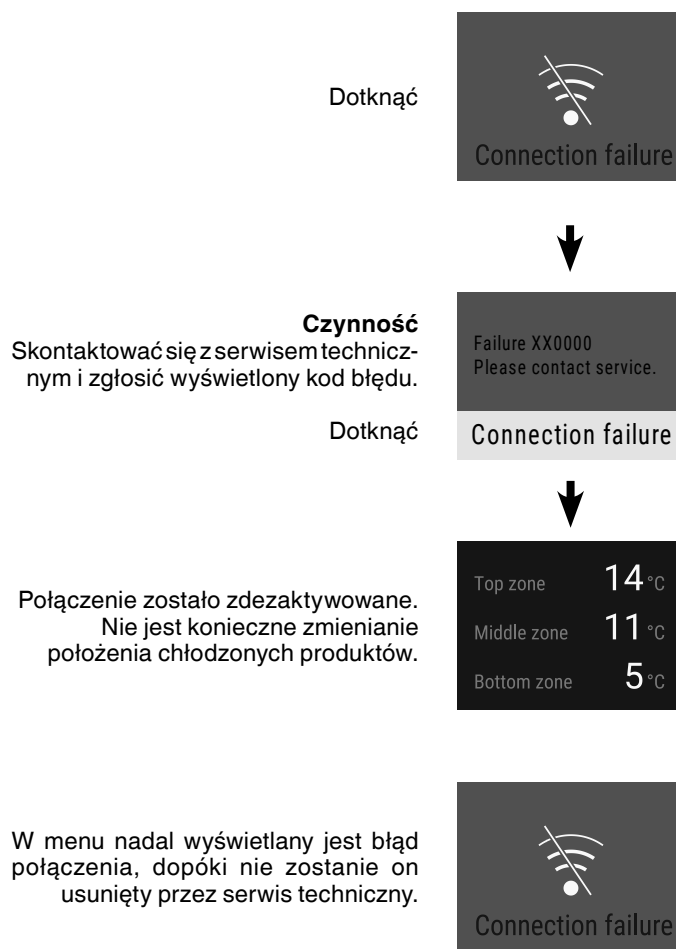 Dotknąć
Connection failure
Czynność
Skontaktować się z serwisem technicz-
nym i zgłosić wyświetlony kod błędu.
Failure XX0000
Please contact service.
Dotknąć
Connection failure
Połączenie zostało zdezaktywowane.
Nie jest konieczne zmienianie
położenia chłodzonych produktów.
Top zone 14 °C
Middle zone 11 °C
Bottom zone 5 °C
W menu nadal wyświetlany jest błąd
połączenia, dopóki nie zostanie on
usunięty przez serwis techniczny.
Connection failure